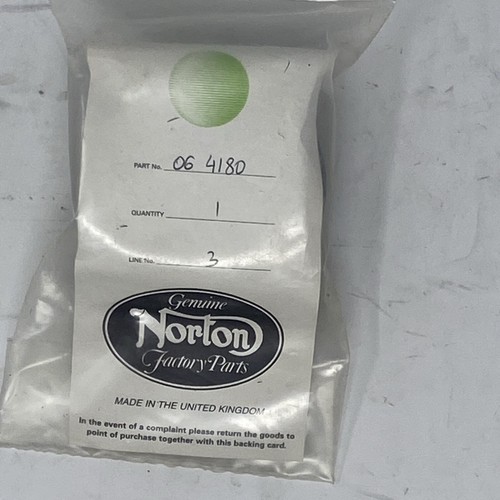 PART No. 06 4180
QUANTITY 1
LINE No. 3
Genuine
Norton
Factory Parts
MADE IN THE UNITED KINGDOM
In the event of a complaint please return the goods to
point of purchase together with this backing card.